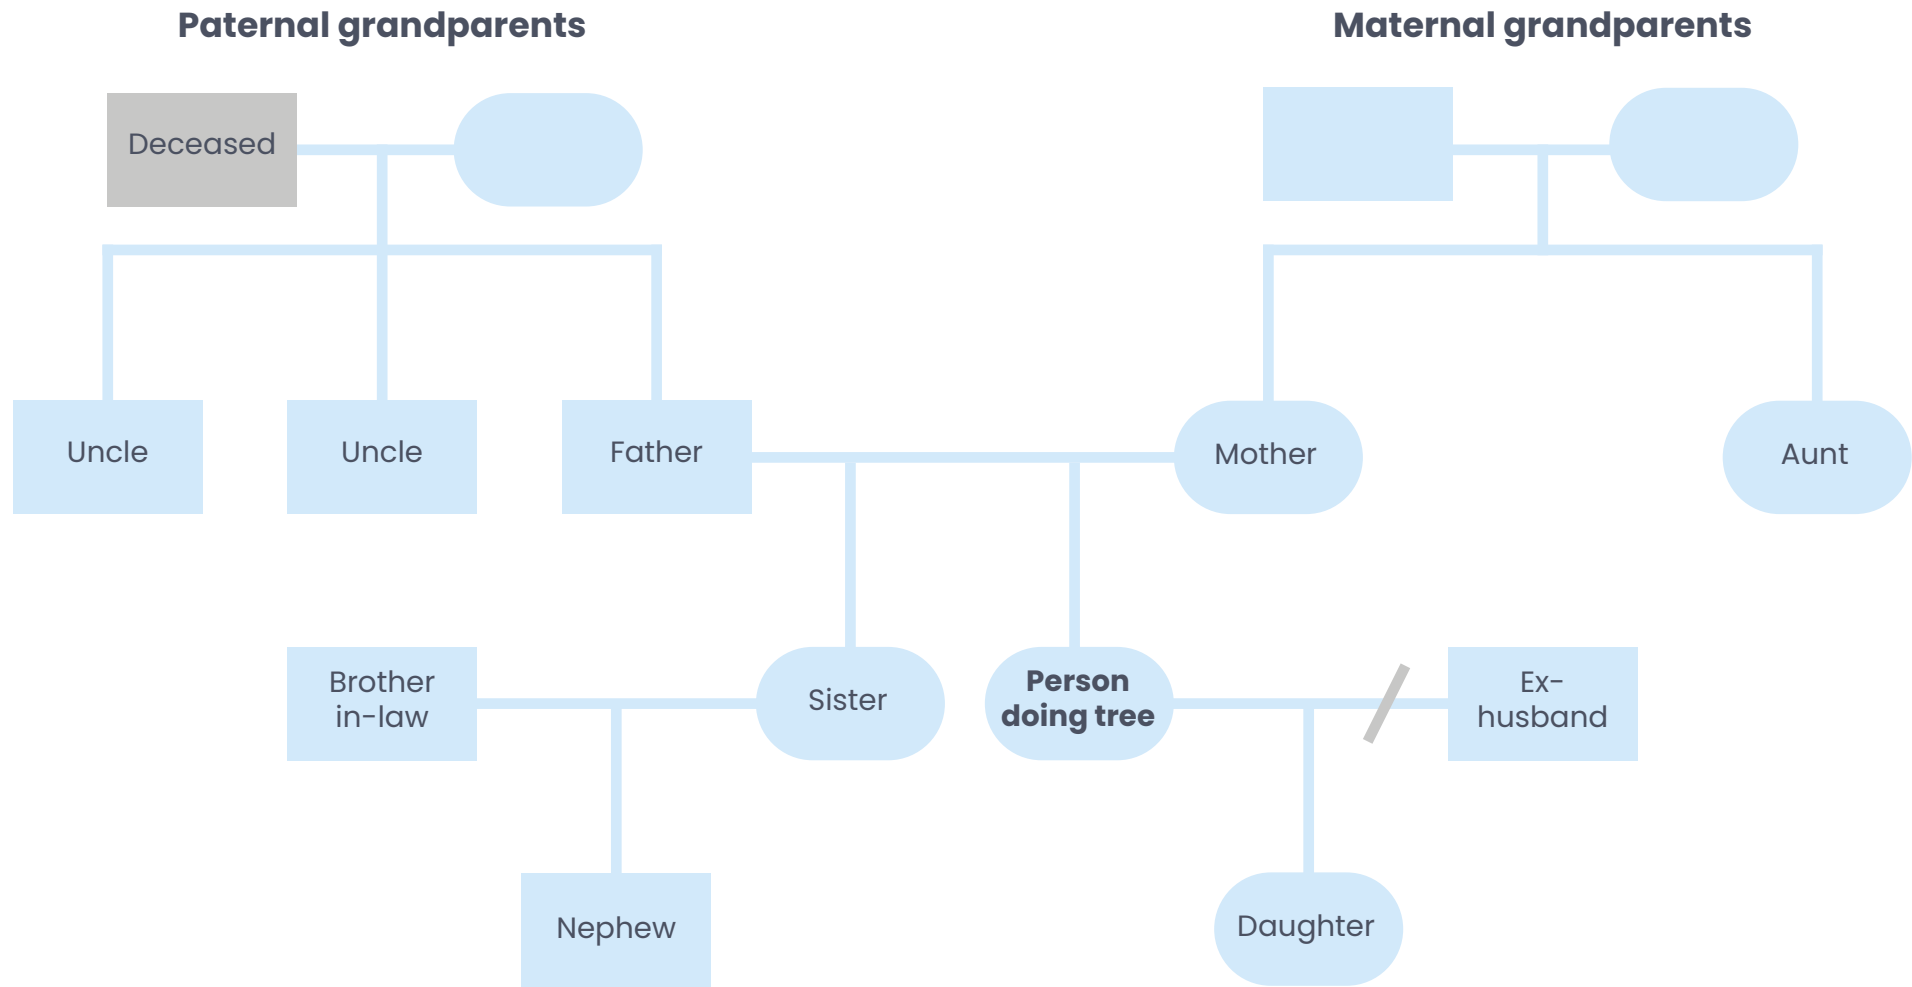 Paternal grandparents
Maternal grandparents
Deceased
Uncle
Uncle
Father
Mother
Aunt
Brother
in-law
Sister
Person
doing tree
Ex-
husband
Nephew
Daughter